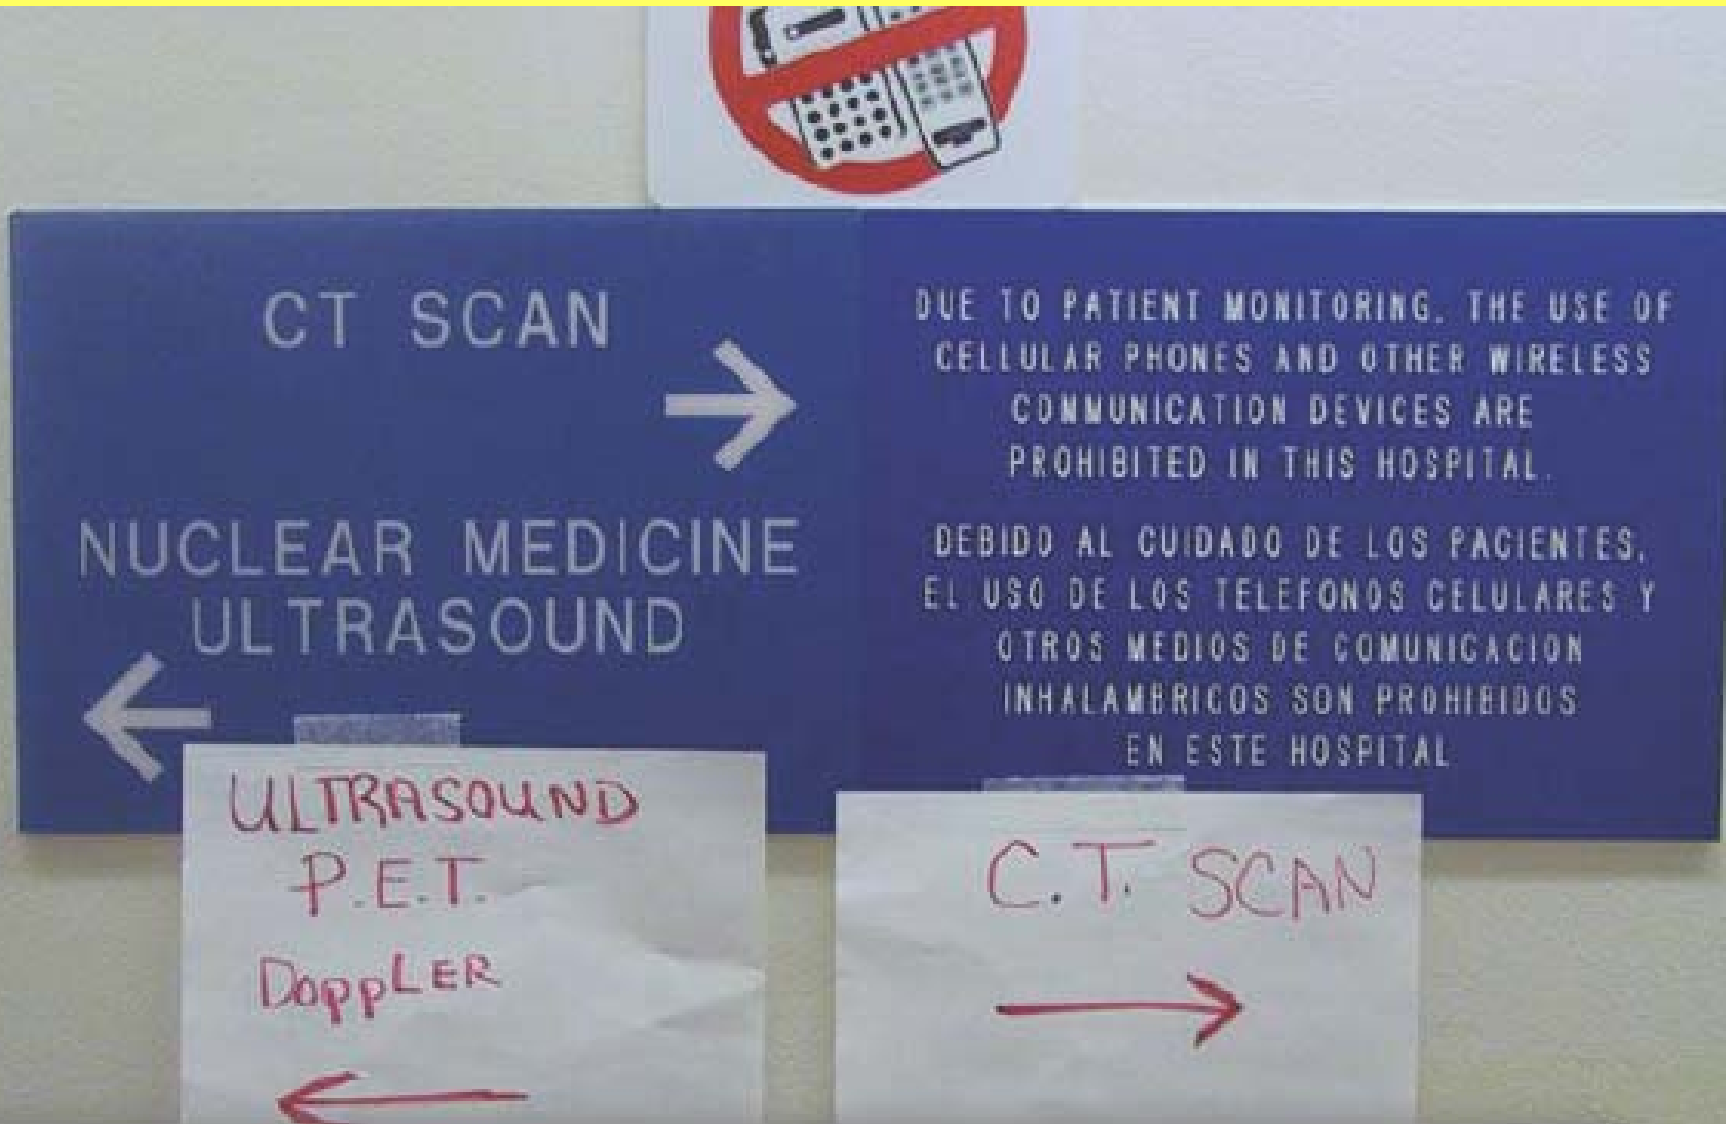 CT SCAN
NUCLEAR MEDICINE
ULTRASOUND
DUE TO PATIENT MONITORING, THE USE OF
CELLULAR PHONES AND OTHER WIRELESS
COMMUNICATION DEVICES ARE
PROHIBITED IN THIS HOSPITAL.
DEBIDO AL CUIDADO DE LOS PACIENTES,
EL USO DE LOS TELEFONOS CELULARES Y
OTROS MEDIOS DE COMUNICACION
INHALAMBRICOS SON PROHIBIDOS
EN ESTE HOSPITAL
ULTRASOUND
P.E.T.
DoppLER
C.T. SCAN